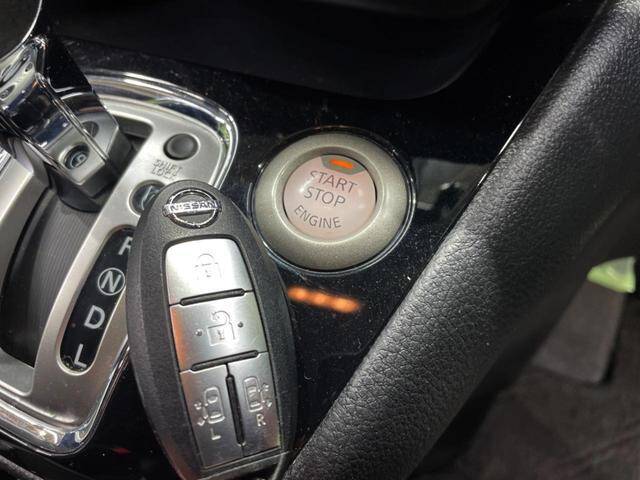 SHIFT
LOCK
R
N
D
L
NISSAN
L
R
START
STOP
ENGINE